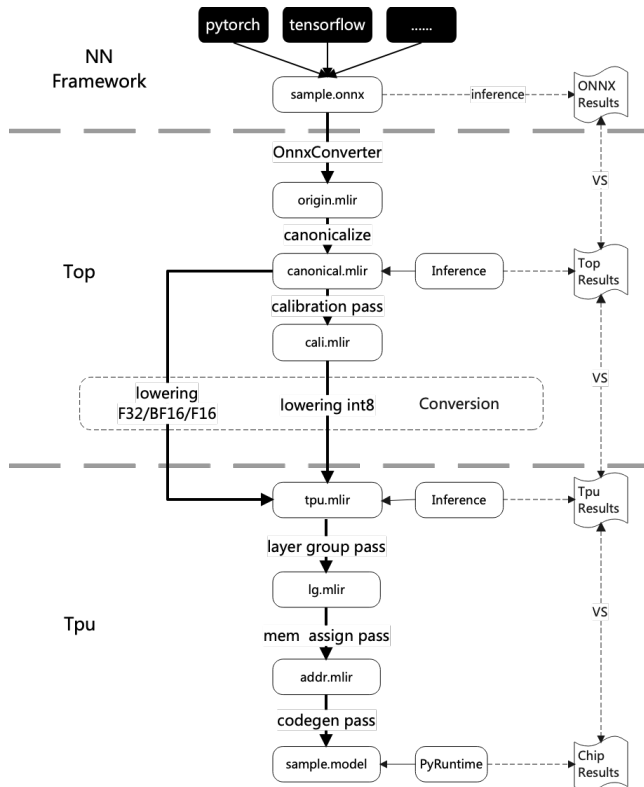 pytorch
tensorflow
......
NN
Framework
sample.onnx
inference
ONNX
Results
OnnxConverter
VS
origin.mlir
canonicalize
Top
canonical.mlir
Inference
Top
Results
calibration pass
cali.mlir
VS
lowering
F32/BF16/F16
lowering int8
Conversion
tpu.mlir
Inference
Tpu
Results
layer group pass
lg.mlir
VS
Tpu
mem  assign pass
addr.mlir
codegen pass
sample.model
PyRuntime
Chip
Results